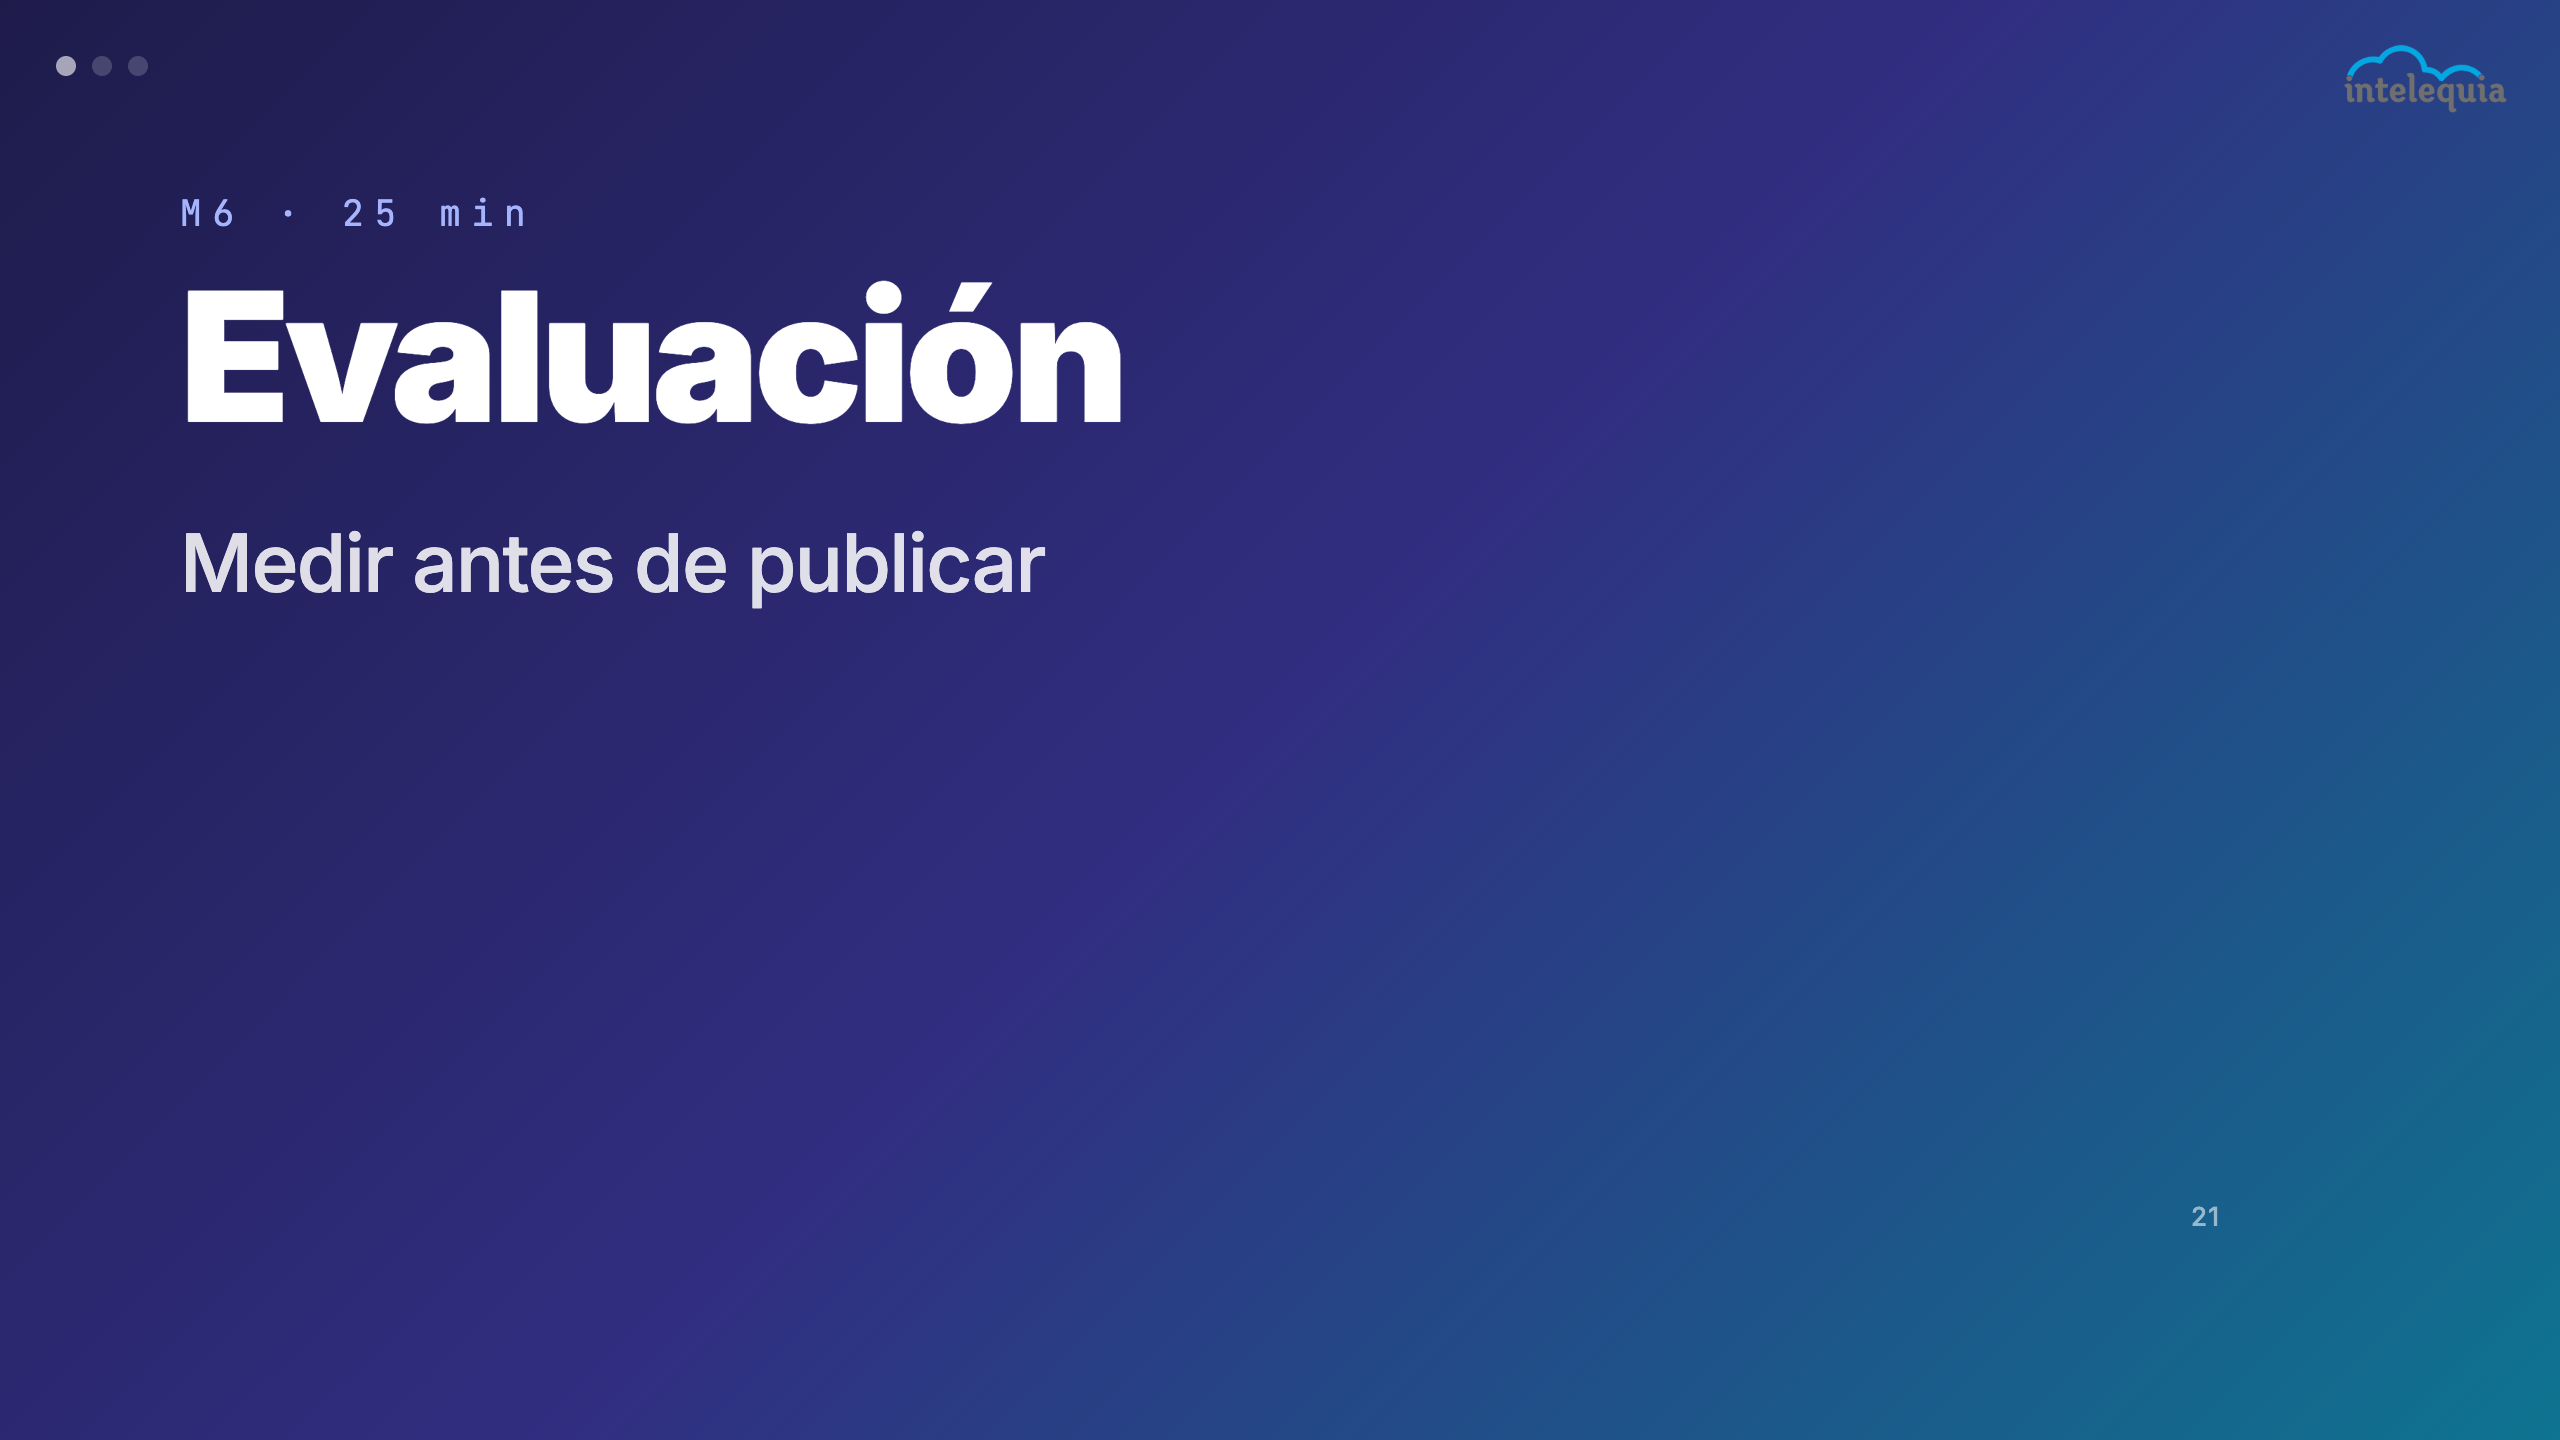 intelequia
M6 · 25 min
Evaluación
Medir antes de publicar
21